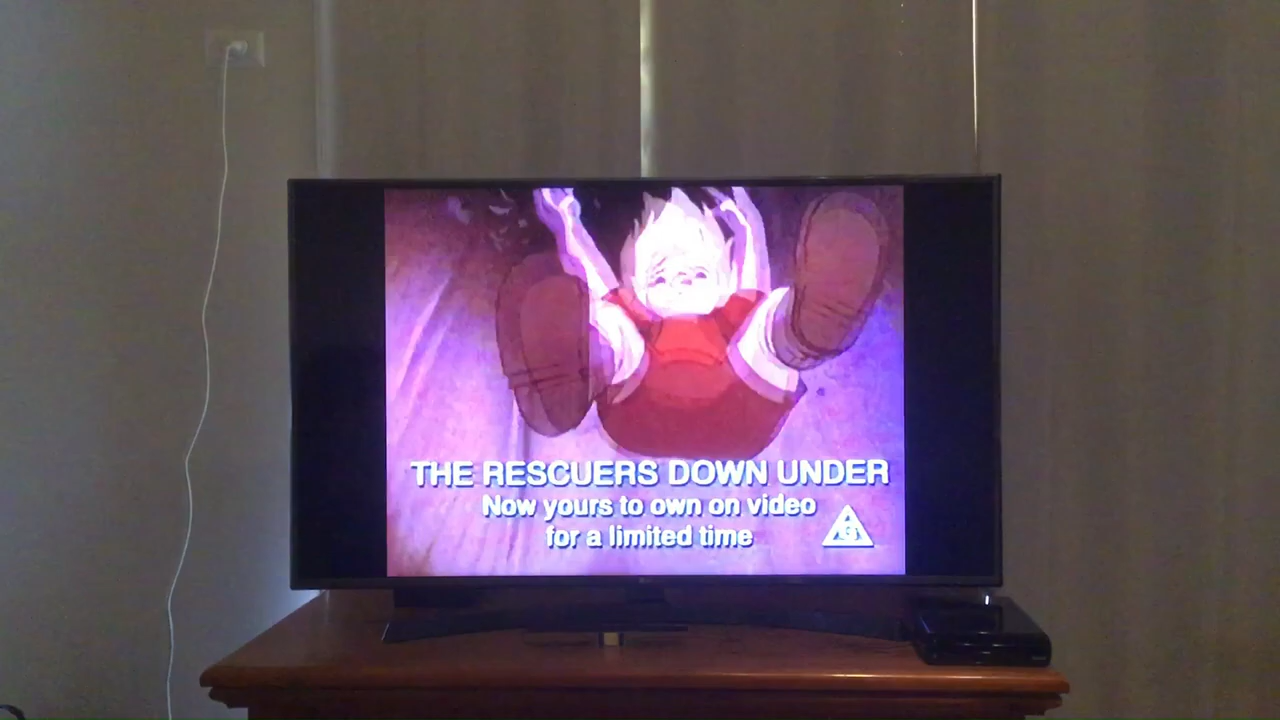 THE RESCUERS DOWN UNDER
Now yours to own on video
for a limited time
G